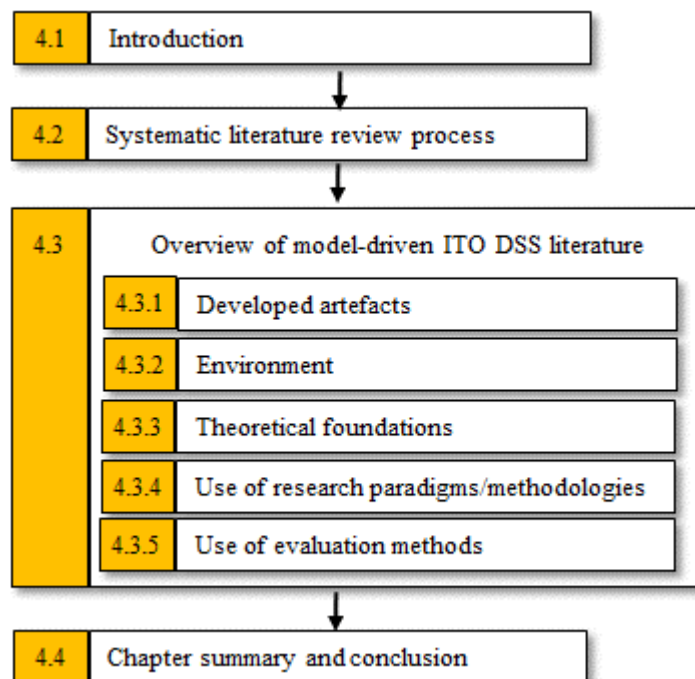 4.1 Introduction
4.2 Systematic literature review process
4.3 Overview of model-driven ITO DSS literature
4.3.1 Developed artefacts
4.3.2 Environment
4.3.3 Theoretical foundations
4.3.4 Use of research paradigms/methodologies
4.3.5 Use of evaluation methods
4.4 Chapter summary and conclusion